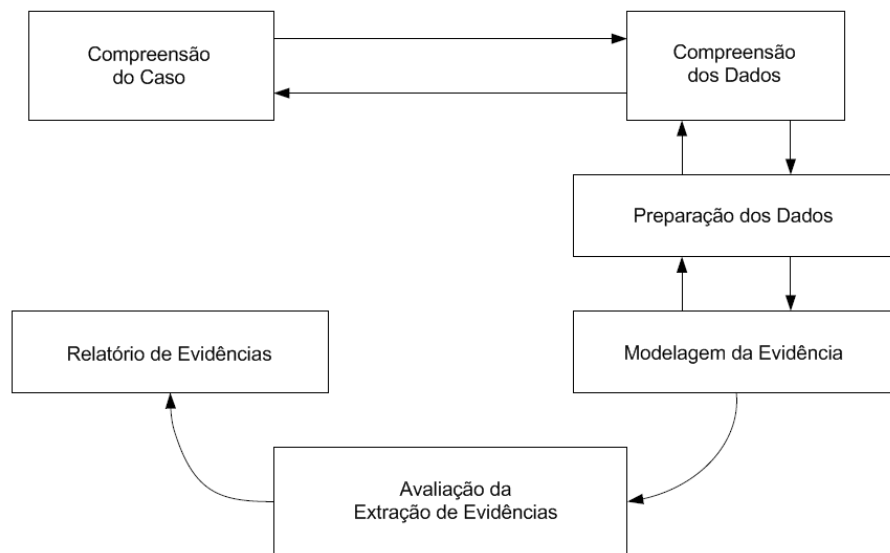 Compreensão
do Caso
Compreensão
dos Dados
Preparação dos Dados
Modelagem da Evidência
Relatório de Evidências
Avaliação da
Extração de Evidências